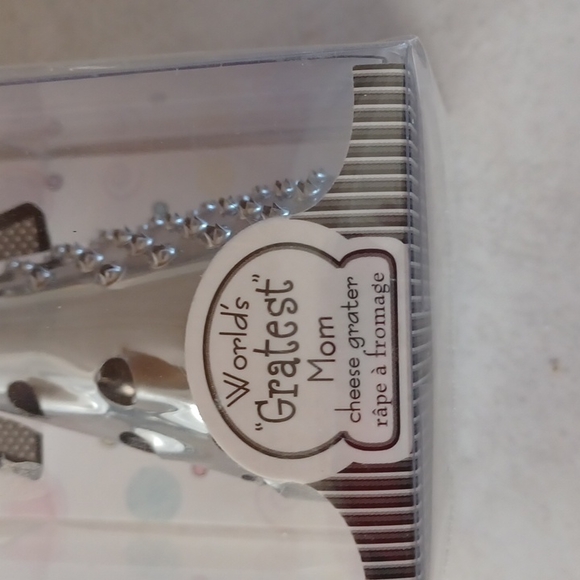 World's
"Gratest"
Mom
cheese grater
râpe à fromage